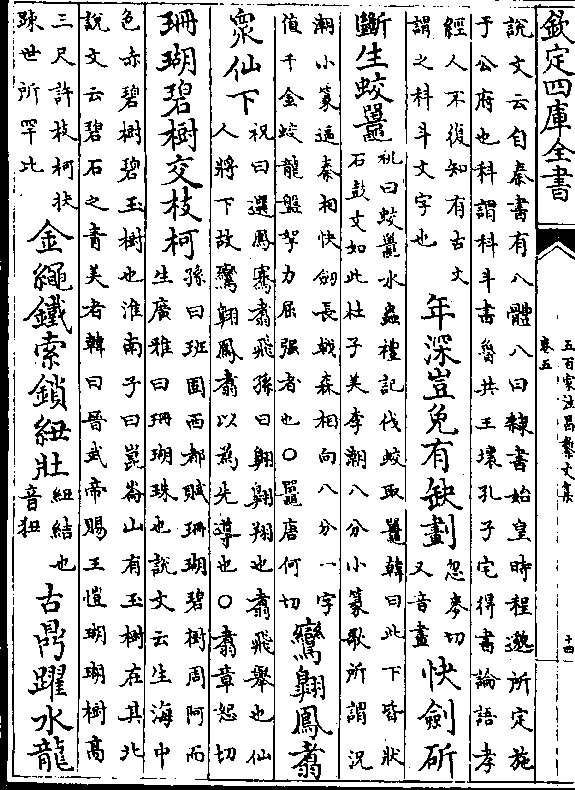 欽定四庫全書
五百家注昌黎文集
卷五
十四
說文云自秦書有八體八曰隸書始皇時程邈所定施
于公府也科謂科斗書魯共王壞孔子宅得書論語孝
經人不復知有古文
謂之科斗文字也
年深豈免有缺劃
忽麥切
又音畫
快劍斫
斷生蛟鼉
祝曰蛟鼉水蟲禮記伐蛟取鼉韓曰此下皆狀
石鼓文如此杜子美李潮八分小篆歌所謂況
潮小篆逼秦相快劍長戟森相向八分一字
值千金蛟龍盤拏力屈强者也○鼉唐何切
鸞翺鳳翥
衆仙下
祝曰選鳳騫翥飛孫曰翺翺翔也翥飛舉也仙
人將下故鸞翺鳳翥以為先導也○翥章恕切
珊瑚碧樹交枝柯
孫曰班固西都賦珊瑚碧樹周阿而
生廣雅曰珊瑚珠也說文云生海中
色赤碧樹碧玉樹也淮南子曰崑崙山有玉樹在其北
說文云碧石之青美者韓曰晉武帝賜王愷瑚瑚樹高
三尺許枝柯扶
踈世所罕比
金繩鐵索鎖紐壯
紐結也
音狃
古鼎躍水龍